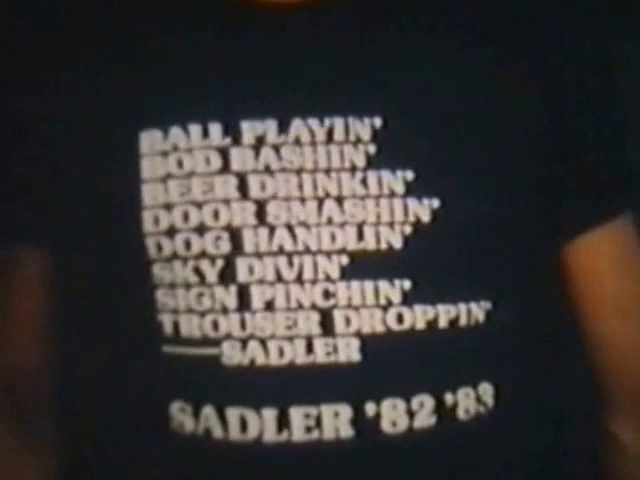 BALL PLAYIN'
BOD BASHIN'
BEER DRINKIN'
DOOR SMASHIN'
DOG HANDLIN'
SKY DIVIN'
SIGN PINCHIN'
TROUSER DROPPIN'
—SADLER
SADLER '82 '83